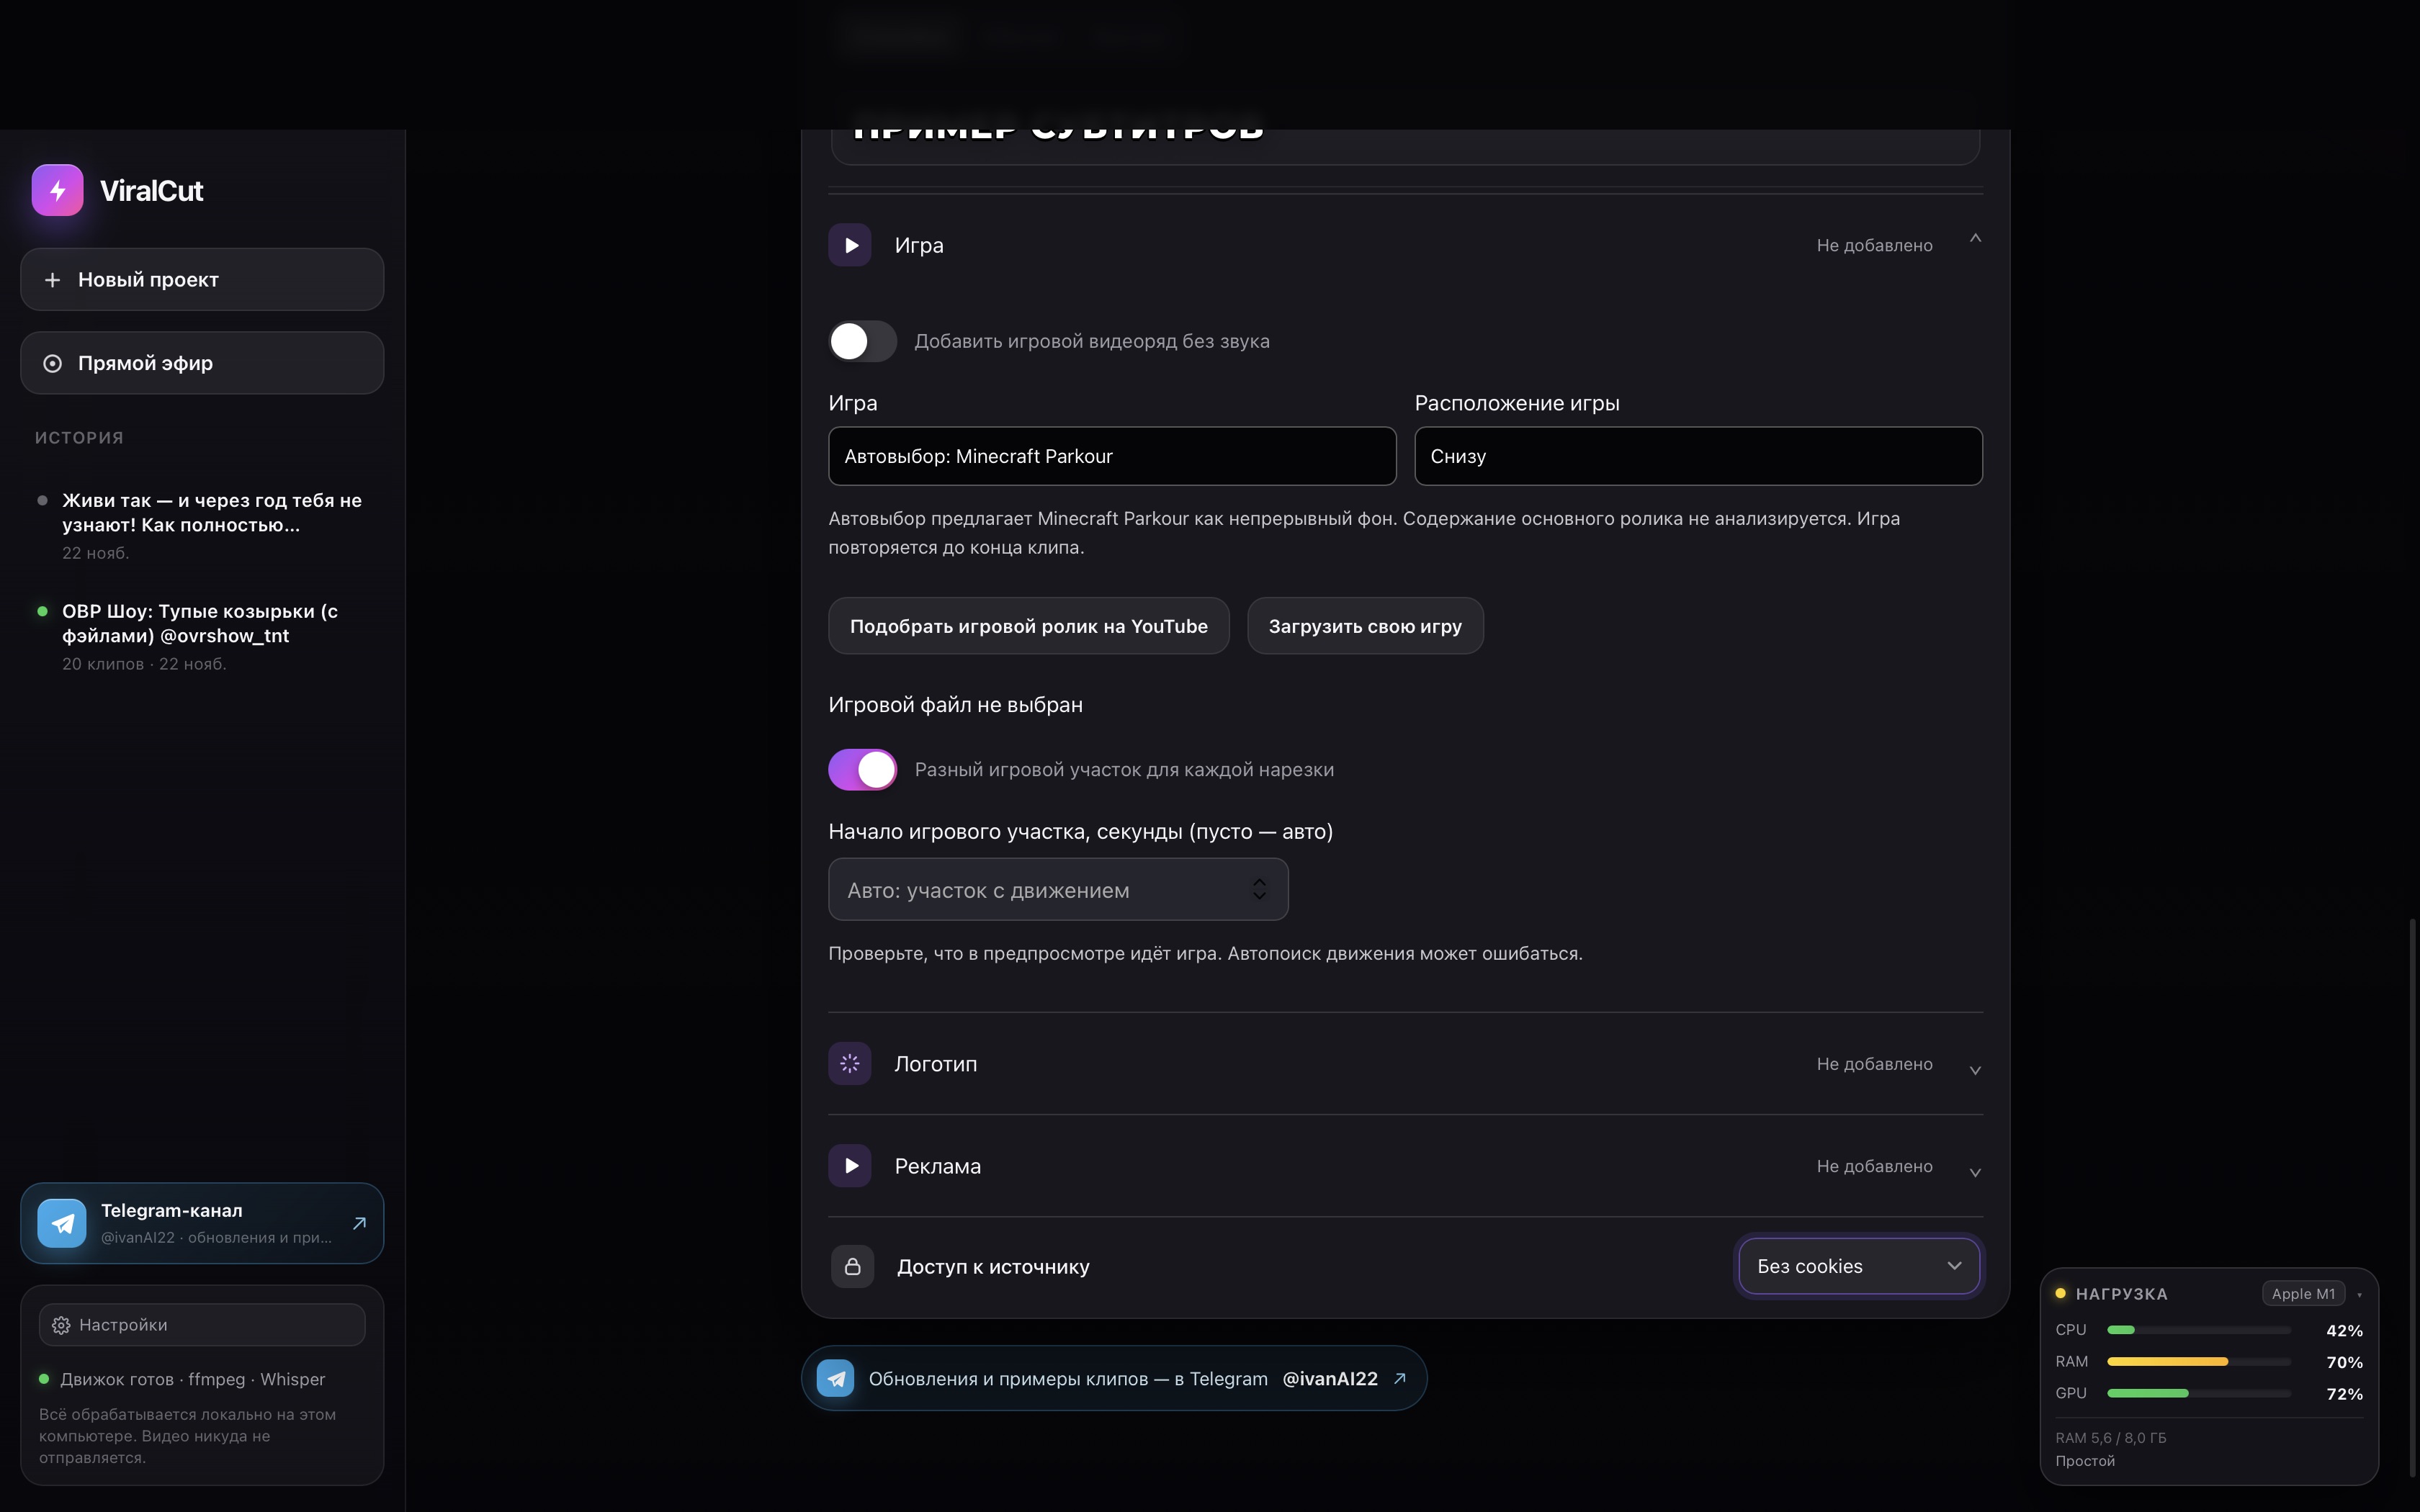 ViralCut
Новый проект
Прямой эфир
ИСТОРИЯ
Живи так — и через год тебя не
узнают! Как полностью...
22 нояб.
ОВР Шоу: Тупые козырьки (с
фэйлами) @ovrshow_tnt
20 клипов · 22 нояб.
Telegram-канал
@ivanAI22 · обновления и при...
Настройки
Движок готов · ffmpeg · Whisper
Всё обрабатывается локально на этом
компьютере. Видео никуда не
отправляется.
ПРИМЕР СУБТИТРОВ
Игра
Не добавлено
Добавить игровой видеоряд без звука
Игра
Расположение игры
Автовыбор: Minecraft Parkour
Снизу
Автовыбор предлагает Minecraft Parkour как непрерывный фон. Содержание основного ролика не анализируется. Игра
повторяется до конца клипа.
Подобрать игровой ролик на YouTube
Загрузить свою игру
Игровой файл не выбран
Разный игровой участок для каждой нарезки
Начало игрового участка, секунды (пусто — авто)
Авто: участок с движением
Проверьте, что в предпросмотре идёт игра. Автопоиск движения может ошибаться.
Логотип
Не добавлено
Реклама
Не добавлено
Доступ к источнику
Без cookies
Обновления и примеры клипов — в Telegram @ivanAI22
НАГРУЗКА
Apple M1
CPU 42%
RAM 70%
GPU 72%
RAM 5,6 / 8,0 ГБ
Простой